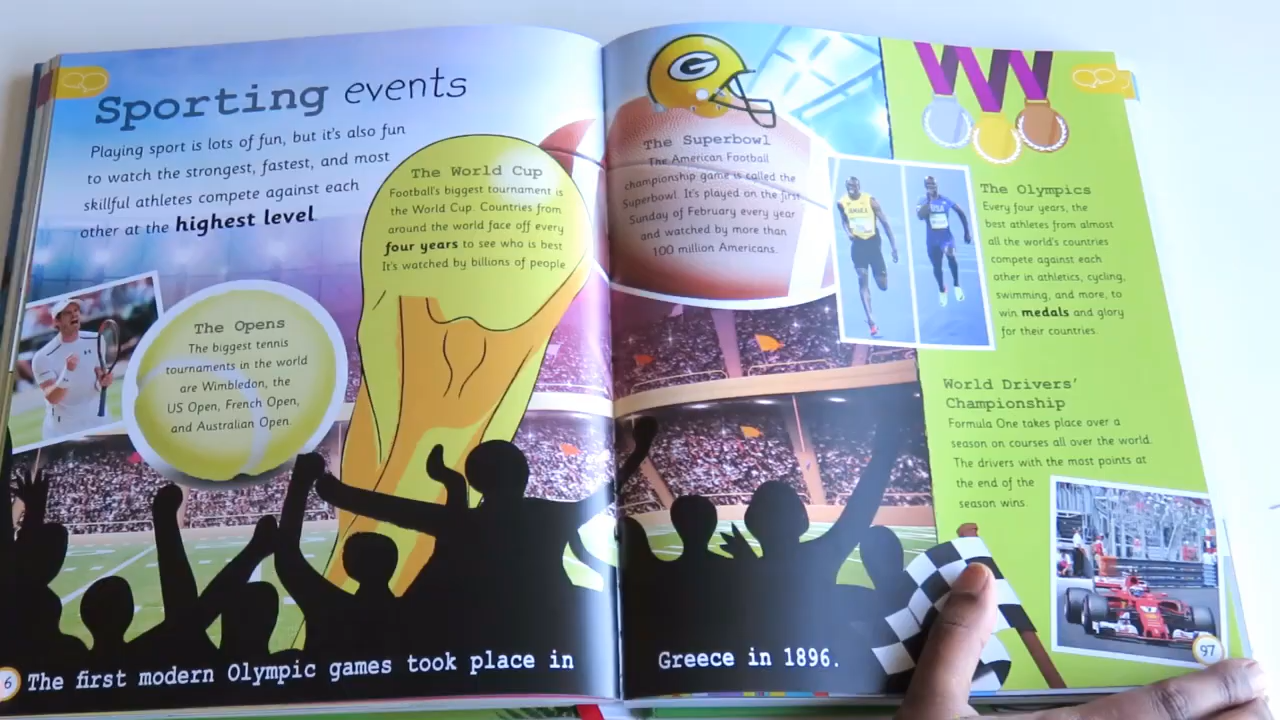 Sporting events
Playing sport is lots of fun, but it's also fun
to watch the strongest, fastest, and most
skillful athletes compete against each
other at the highest level.
The World Cup
Football's biggest tournament is
the World Cup. Countries from
around the world face off every
four years to see who is best
It's watched by billions of people
The Opens
The biggest tennis
tournaments in the world
are Wimbledon, the
US Open, French Open,
and Australian Open.
The first modern Olympic games took place in
6
G
The Superbowl
The American Football
championship game is called the
Superbowl. It's played on the first
Sunday of February every year
and watched by more than
100 million Americans.
The Olympics
Every four years, the
best athletes from almost
all the world's countries
compete against each
other in athletics, cycling,
swimming, and more, to
win medals and glory
for their countries.
World Drivers'
Championship
Formula One takes place over a
season on courses all over the world.
The drivers with the most points at
the end of the
season wins.
Greece in 1896.
97